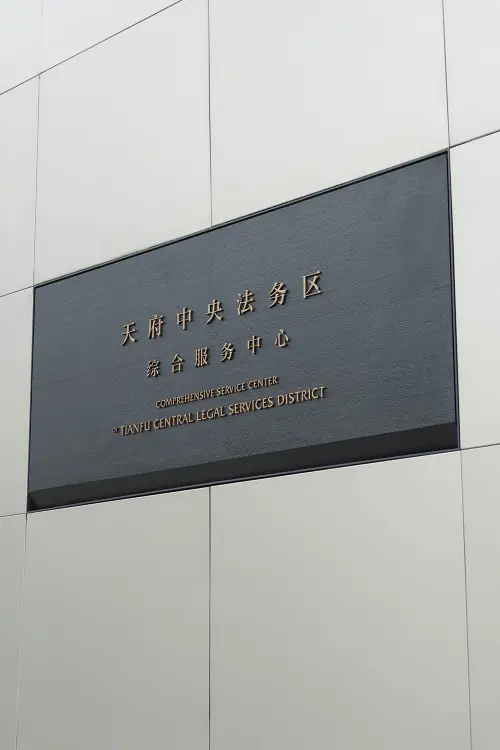 天府中央法务区
综合服务中心
COMPREHENSIVE SERVICE CENTER
OF TIANFU CENTRAL LEGAL SERVICES DISTRICT